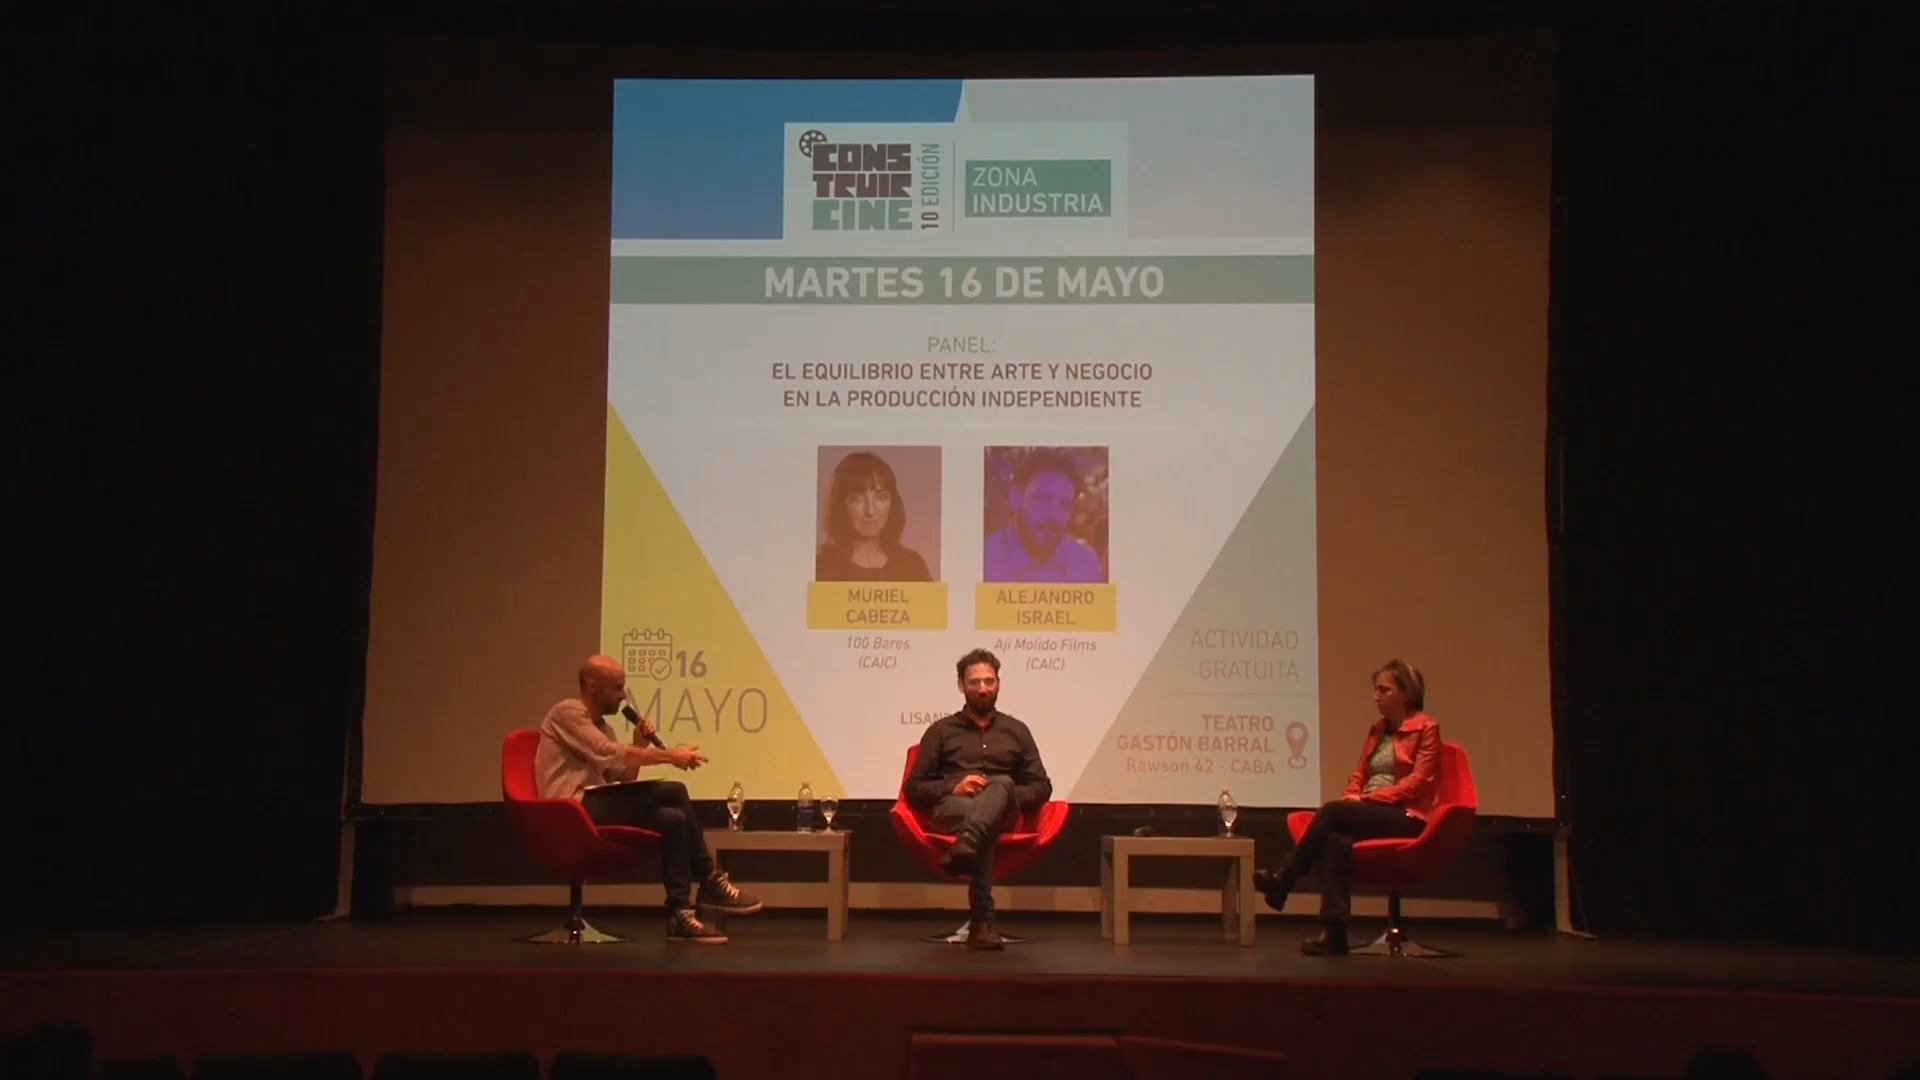 CONS
TRUIR
CINE
10 EDICIÓN
ZONA
INDUSTRIA
MARTES 16 DE MAYO
PANEL:
EL EQUILIBRIO ENTRE ARTE Y NEGOCIO
EN LA PRODUCCIÓN INDEPENDIENTE
MURIEL
CABEZA
100 Bares
(CAIC)
ALEJANDRO
ISRAEL
Aji Molido Films
(CAIC)
16
MAYO
ACTIVIDAD
GRATUITA
TEATRO
GASTÓN BARRAL
Rawson 42 - CABA